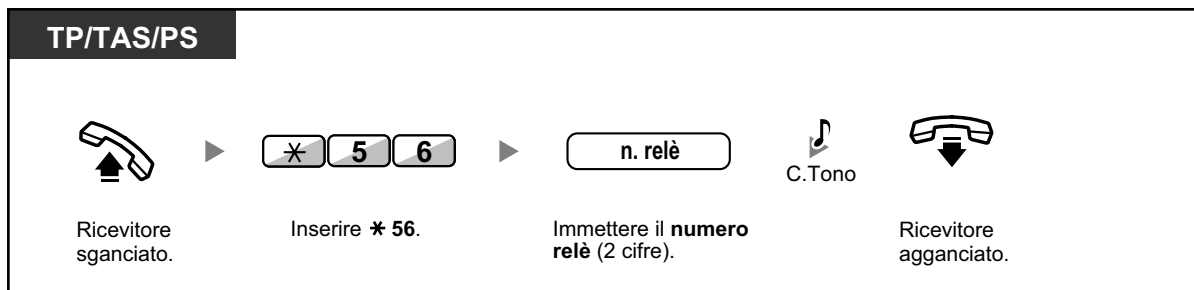 TP/TAS/PS
✳ 5 6
n. relè
C.Tono
Ricevitore
sganciato.
Inserire ✳ 56.
Immettere il numero
relè (2 cifre).
Ricevitore
agganciato.